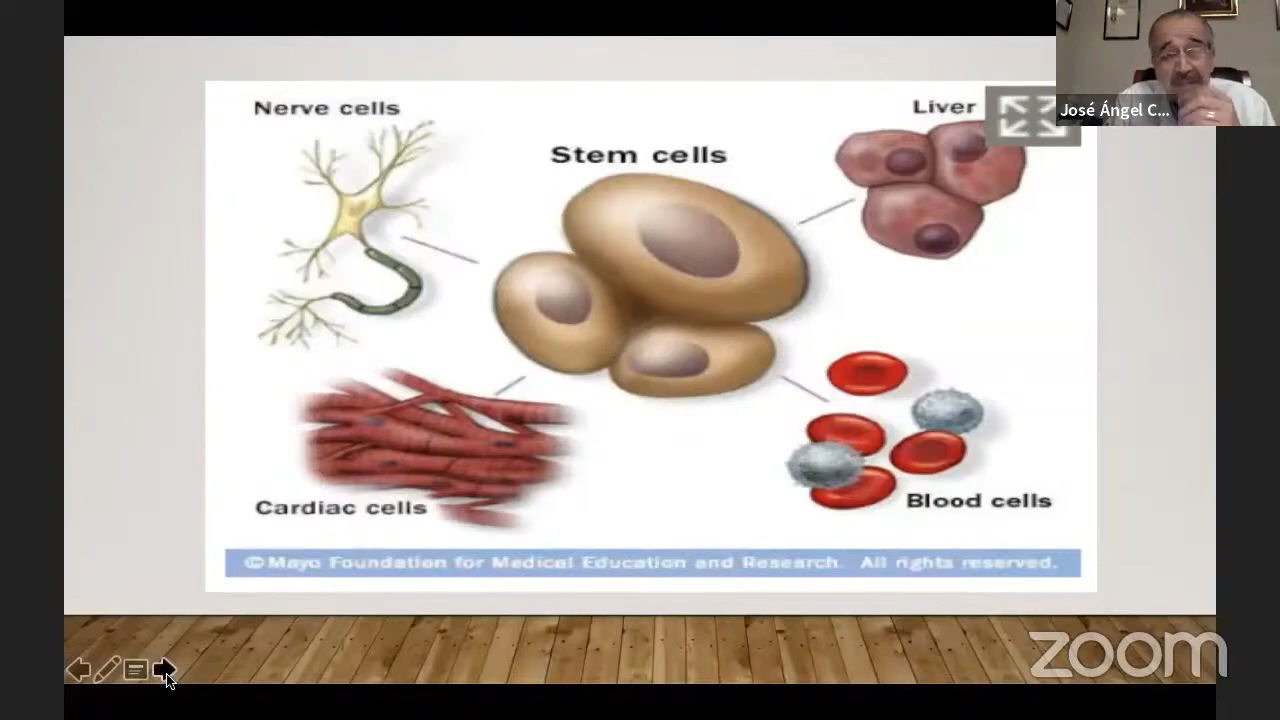 José Ángel C...
Nerve cells
Liver
Stem cells
Cardiac cells
Blood cells
©Mayo Foundation for Medical Education and Research. All rights reserved.
zoom